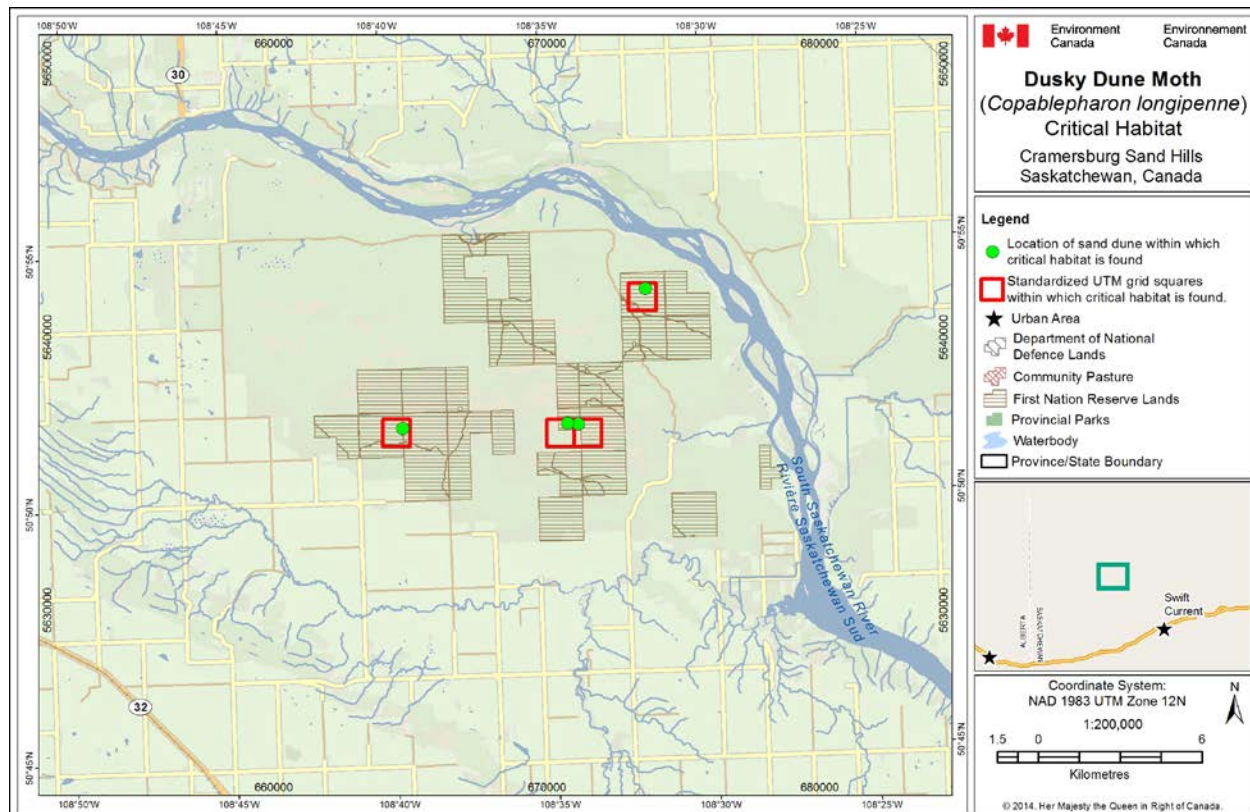 108°50'W 108°45'W 108°40'W 108°35'W 108°30'W 108°25'W
660000 670000 680000
5650000 5650000
30
50°55'N 50°55'N
5640000 5640000
50°50'N 50°50'N
South Saskatchewan River
Rivière Saskatchewan Sud
5630000 5630000
32
50°45'N 50°45'N
660000 670000 680000
108°50'W 108°45'W 108°40'W 108°35'W 108°30'W 108°25'W
Environment Environnement
Canada Canada
Dusky Dune Moth
(Copablepharon longipenne)
Critical Habitat
Cramersburg Sand Hills
Saskatchewan, Canada
Legend
Location of sand dune within which
critical habitat is found
Standardized UTM grid squares
within which critical habitat is found.
Urban Area
Department of National
Defence Lands
Community Pasture
First Nation Reserve Lands
Provincial Parks
Waterbody
Province/State Boundary
ALBERTA
SASKATCHEWAN
Swift
Current
Coordinate System:
NAD 1983 UTM Zone 12N
N
1:200,000
1.5 0 6
Kilometres
© 2014. Her Majesty the Queen in Right of Canada.